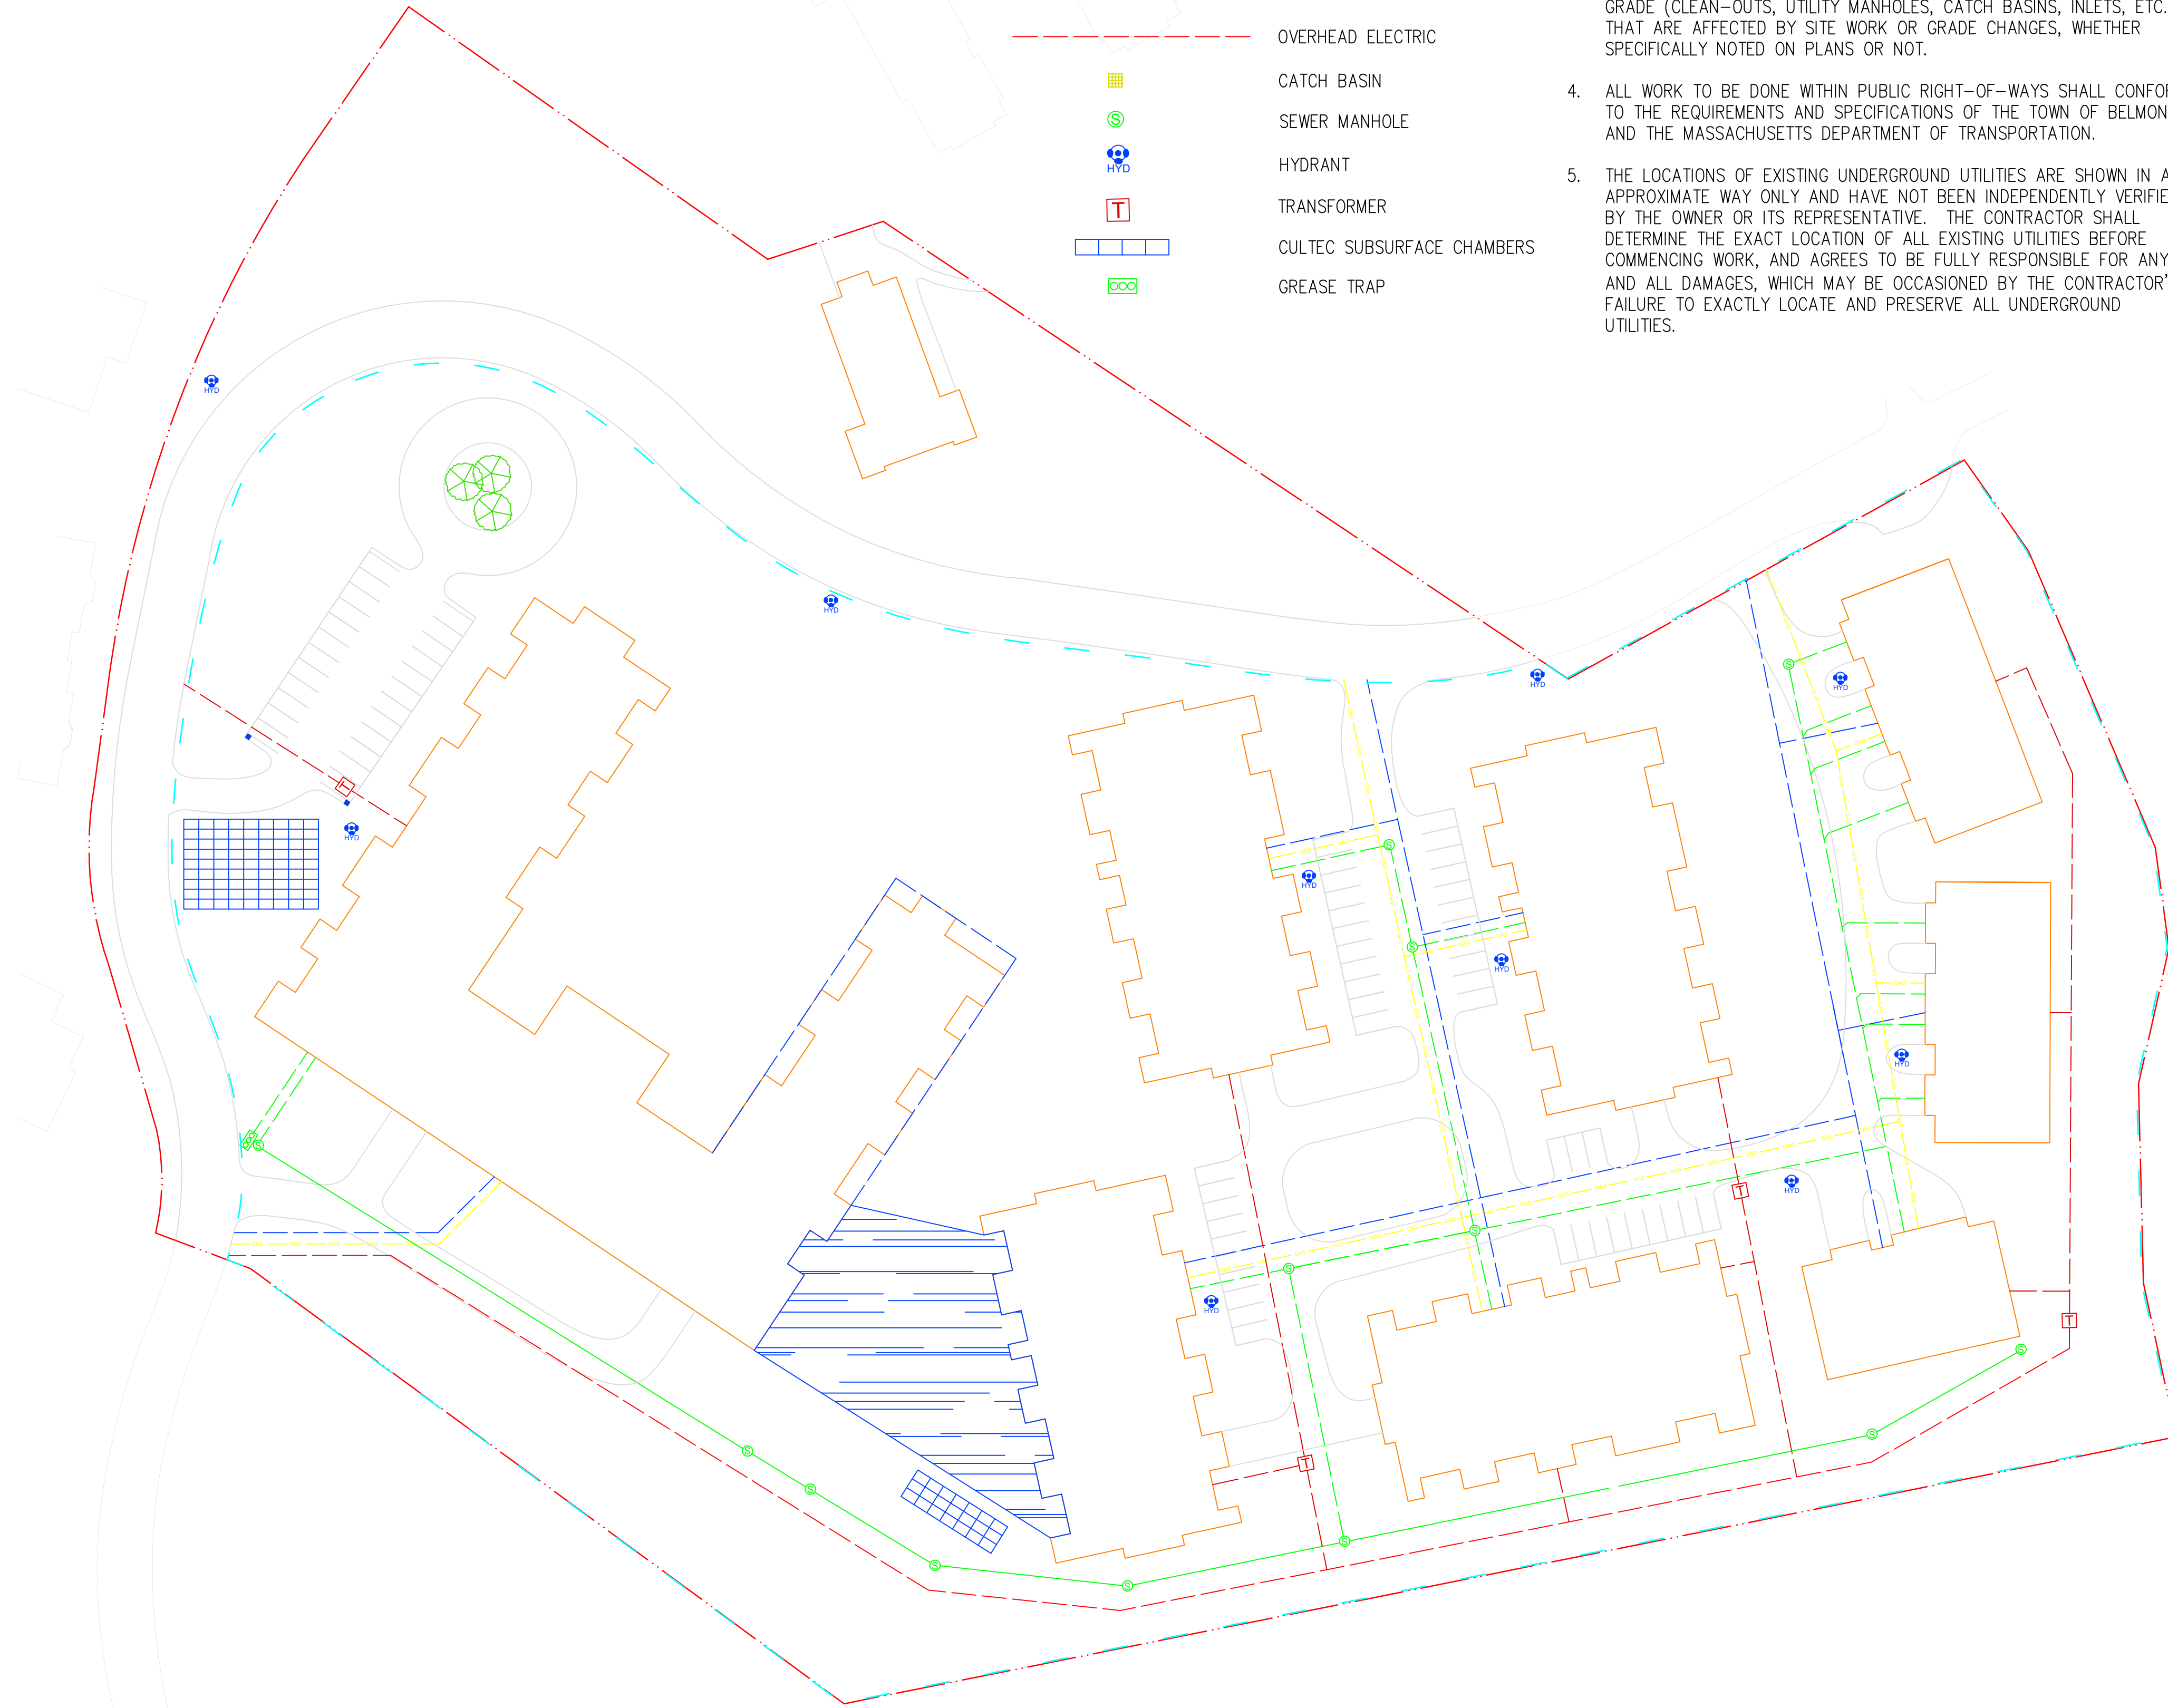 OVERHEAD ELECTRIC
CATCH BASIN
S
SEWER MANHOLE
HYD
HYDRANT
T
TRANSFORMER
CULTEC SUBSURFACE CHAMBERS
GREASE TRAP
GRADE (CLEAN-OUTS, UTILITY MANHOLES, CATCH BASINS, INLETS, ETC.
THAT ARE AFFECTED BY SITE WORK OR GRADE CHANGES, WHETHER
SPECIFICALLY NOTED ON PLANS OR NOT.
4. ALL WORK TO BE DONE WITHIN PUBLIC RIGHT-OF-WAYS SHALL CONFOR
TO THE REQUIREMENTS AND SPECIFICATIONS OF THE TOWN OF BELMON
AND THE MASSACHUSETTS DEPARTMENT OF TRANSPORTATION.
5. THE LOCATIONS OF EXISTING UNDERGROUND UTILITIES ARE SHOWN IN A
APPROXIMATE WAY ONLY AND HAVE NOT BEEN INDEPENDENTLY VERIFIE
BY THE OWNER OR ITS REPRESENTATIVE. THE CONTRACTOR SHALL
DETERMINE THE EXACT LOCATION OF ALL EXISTING UTILITIES BEFORE
COMMENCING WORK, AND AGREES TO BE FULLY RESPONSIBLE FOR ANY
AND ALL DAMAGES, WHICH MAY BE OCCASIONED BY THE CONTRACTOR'
FAILURE TO EXACTLY LOCATE AND PRESERVE ALL UNDERGROUND
UTILITIES.
HYD
HYD
HYD
S
HYD
T
HYD
S
HYD
S
HYD
HYD
S
HYD
T
S
S
HYD
T
S
S
S
T
S
S
S
S